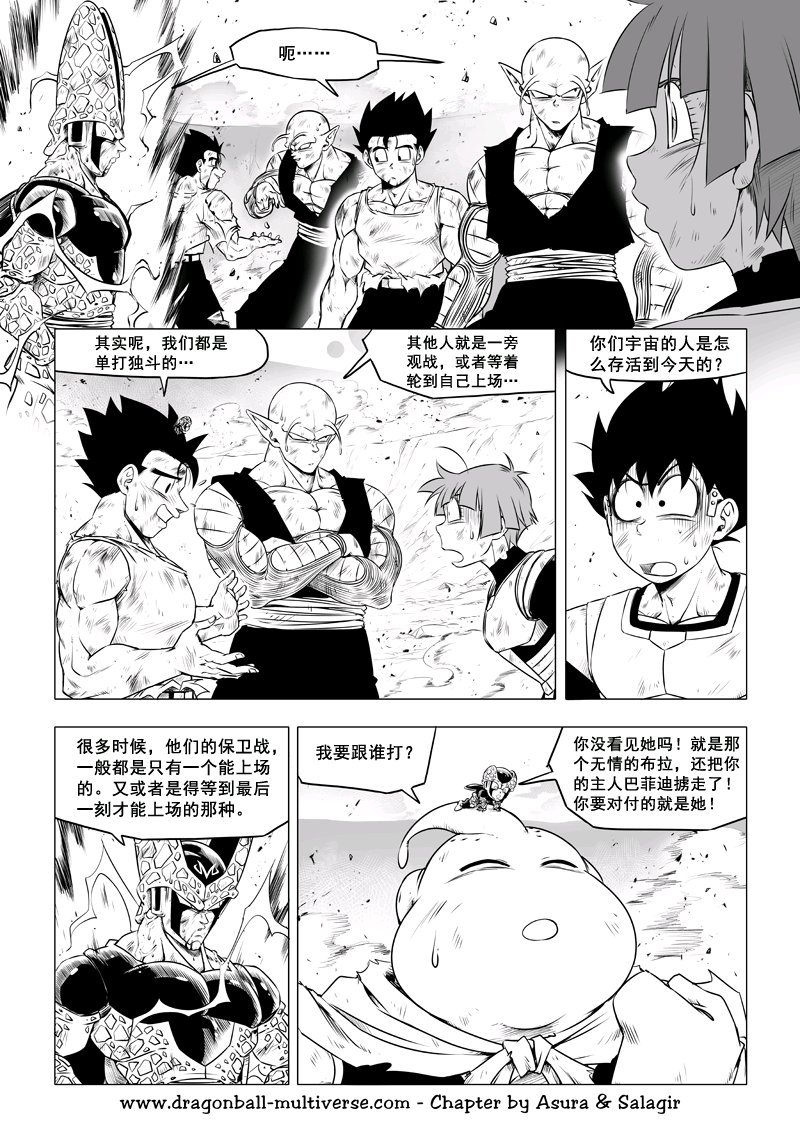 呃……
其实呢，我们都是
单打独斗的…
其他人就是一旁
观战，或者等着
轮到自己上场…
你们宇宙的人是怎
么存活到今天的？
很多时候，他们的保卫战，
一般都是只有一个能上场
的。又或者是得等到最后
一刻才能上场的那种。
我要跟谁打？
你没看见她吗！就是那
个无情的布拉，还把你
的主人巴菲迪掳走了！
你要对付的就是她！
www.dragonball-multiverse.com - Chapter by Asura & Salagir